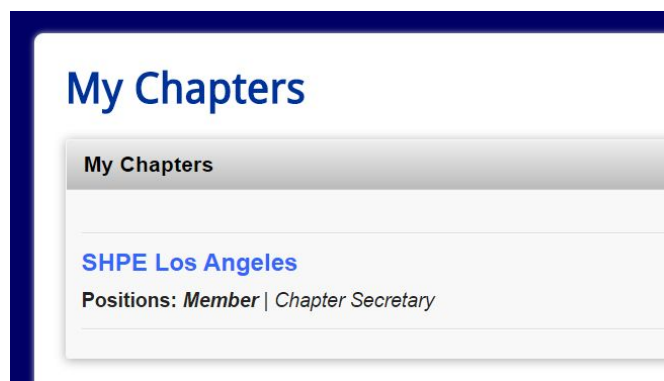 My Chapters
My Chapters
SHPE Los Angeles
Positions: Member | Chapter Secretary